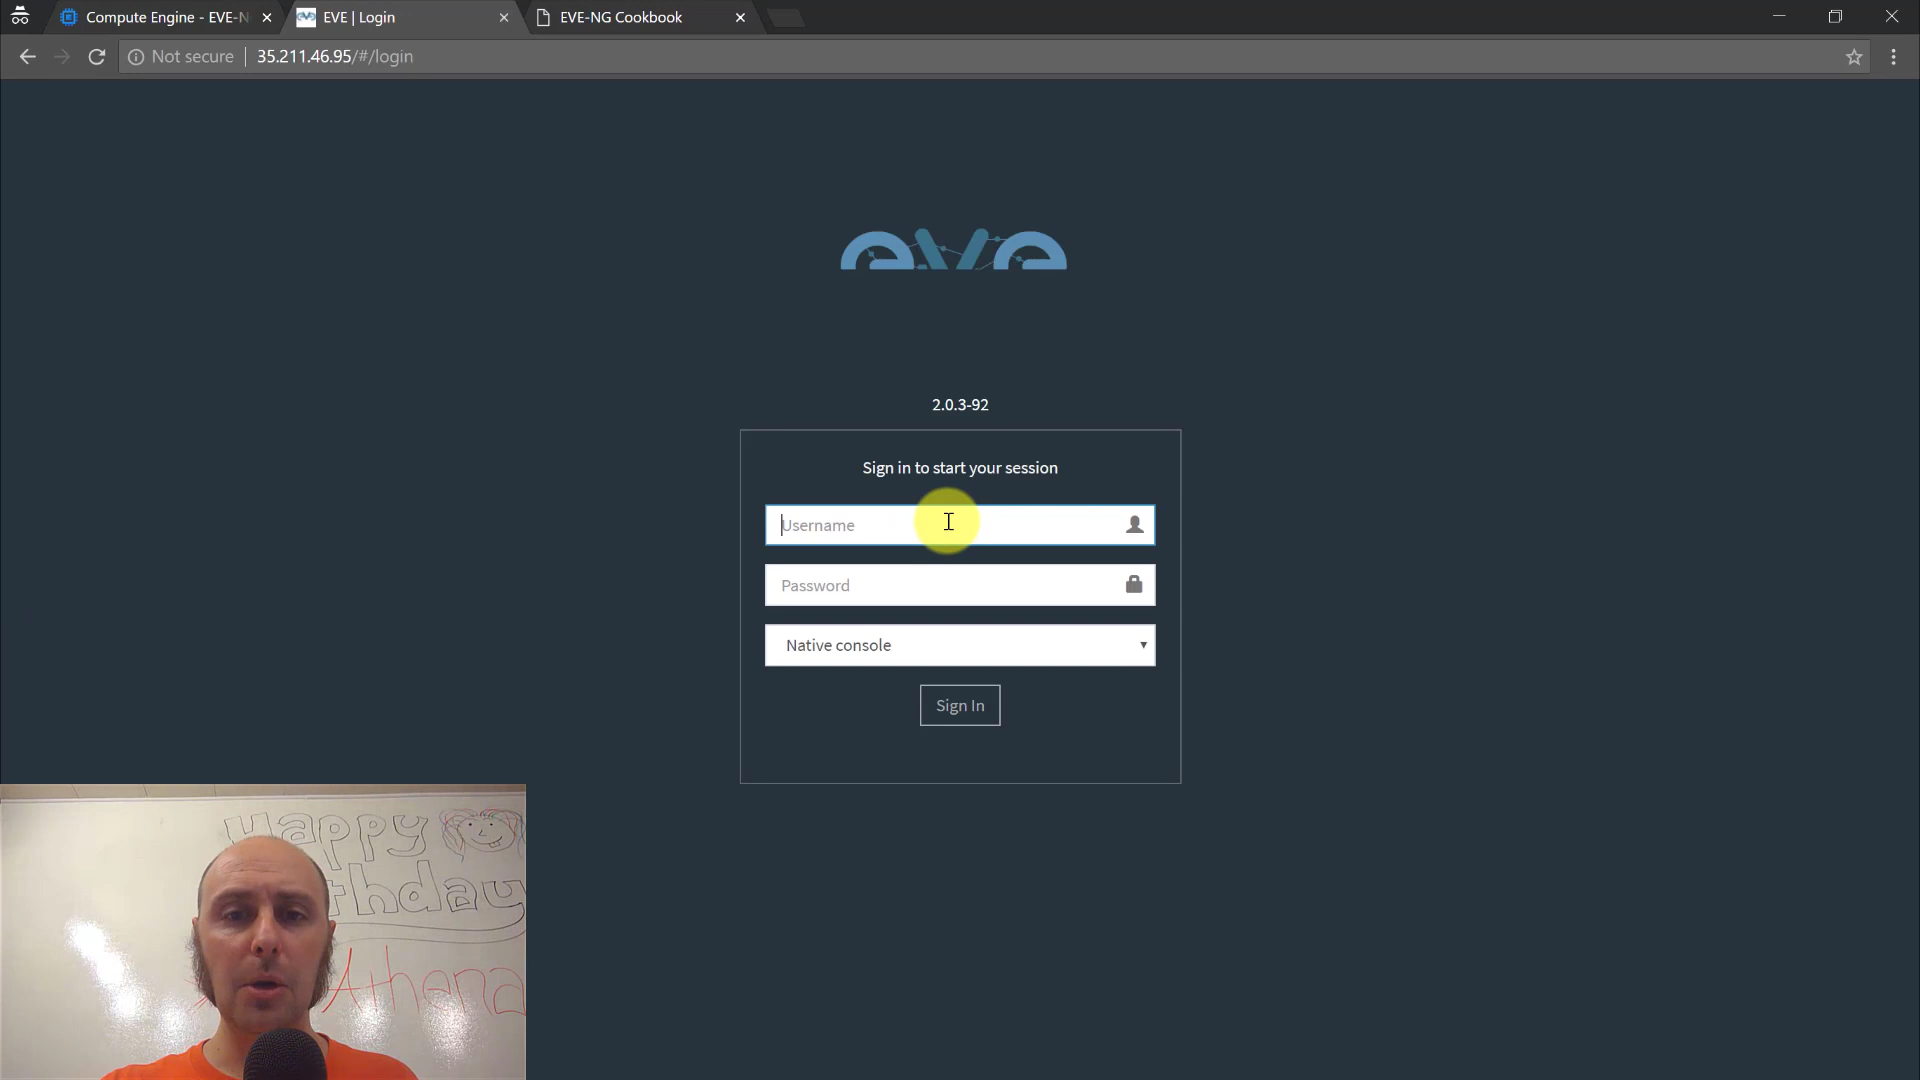 Compute Engine - EVE-N
EVE | Login
EVE-NG Cookbook
Not secure
35.211.46.95/#/login
eve
2.0.3-92
Sign in to start your session
Username
Password
Native console
Sign In
Happy
thday
Athena